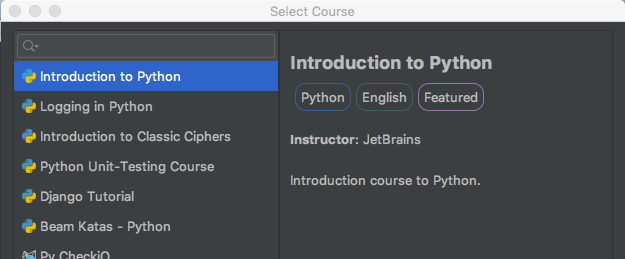 Select Course
Introduction to Python
Logging in Python
Introduction to Classic Ciphers
Python Unit-Testing Course
Django Tutorial
Beam Katas - Python
Py CheckiO
Introduction to Python
Python English Featured
Instructor: JetBrains
Introduction course to Python.